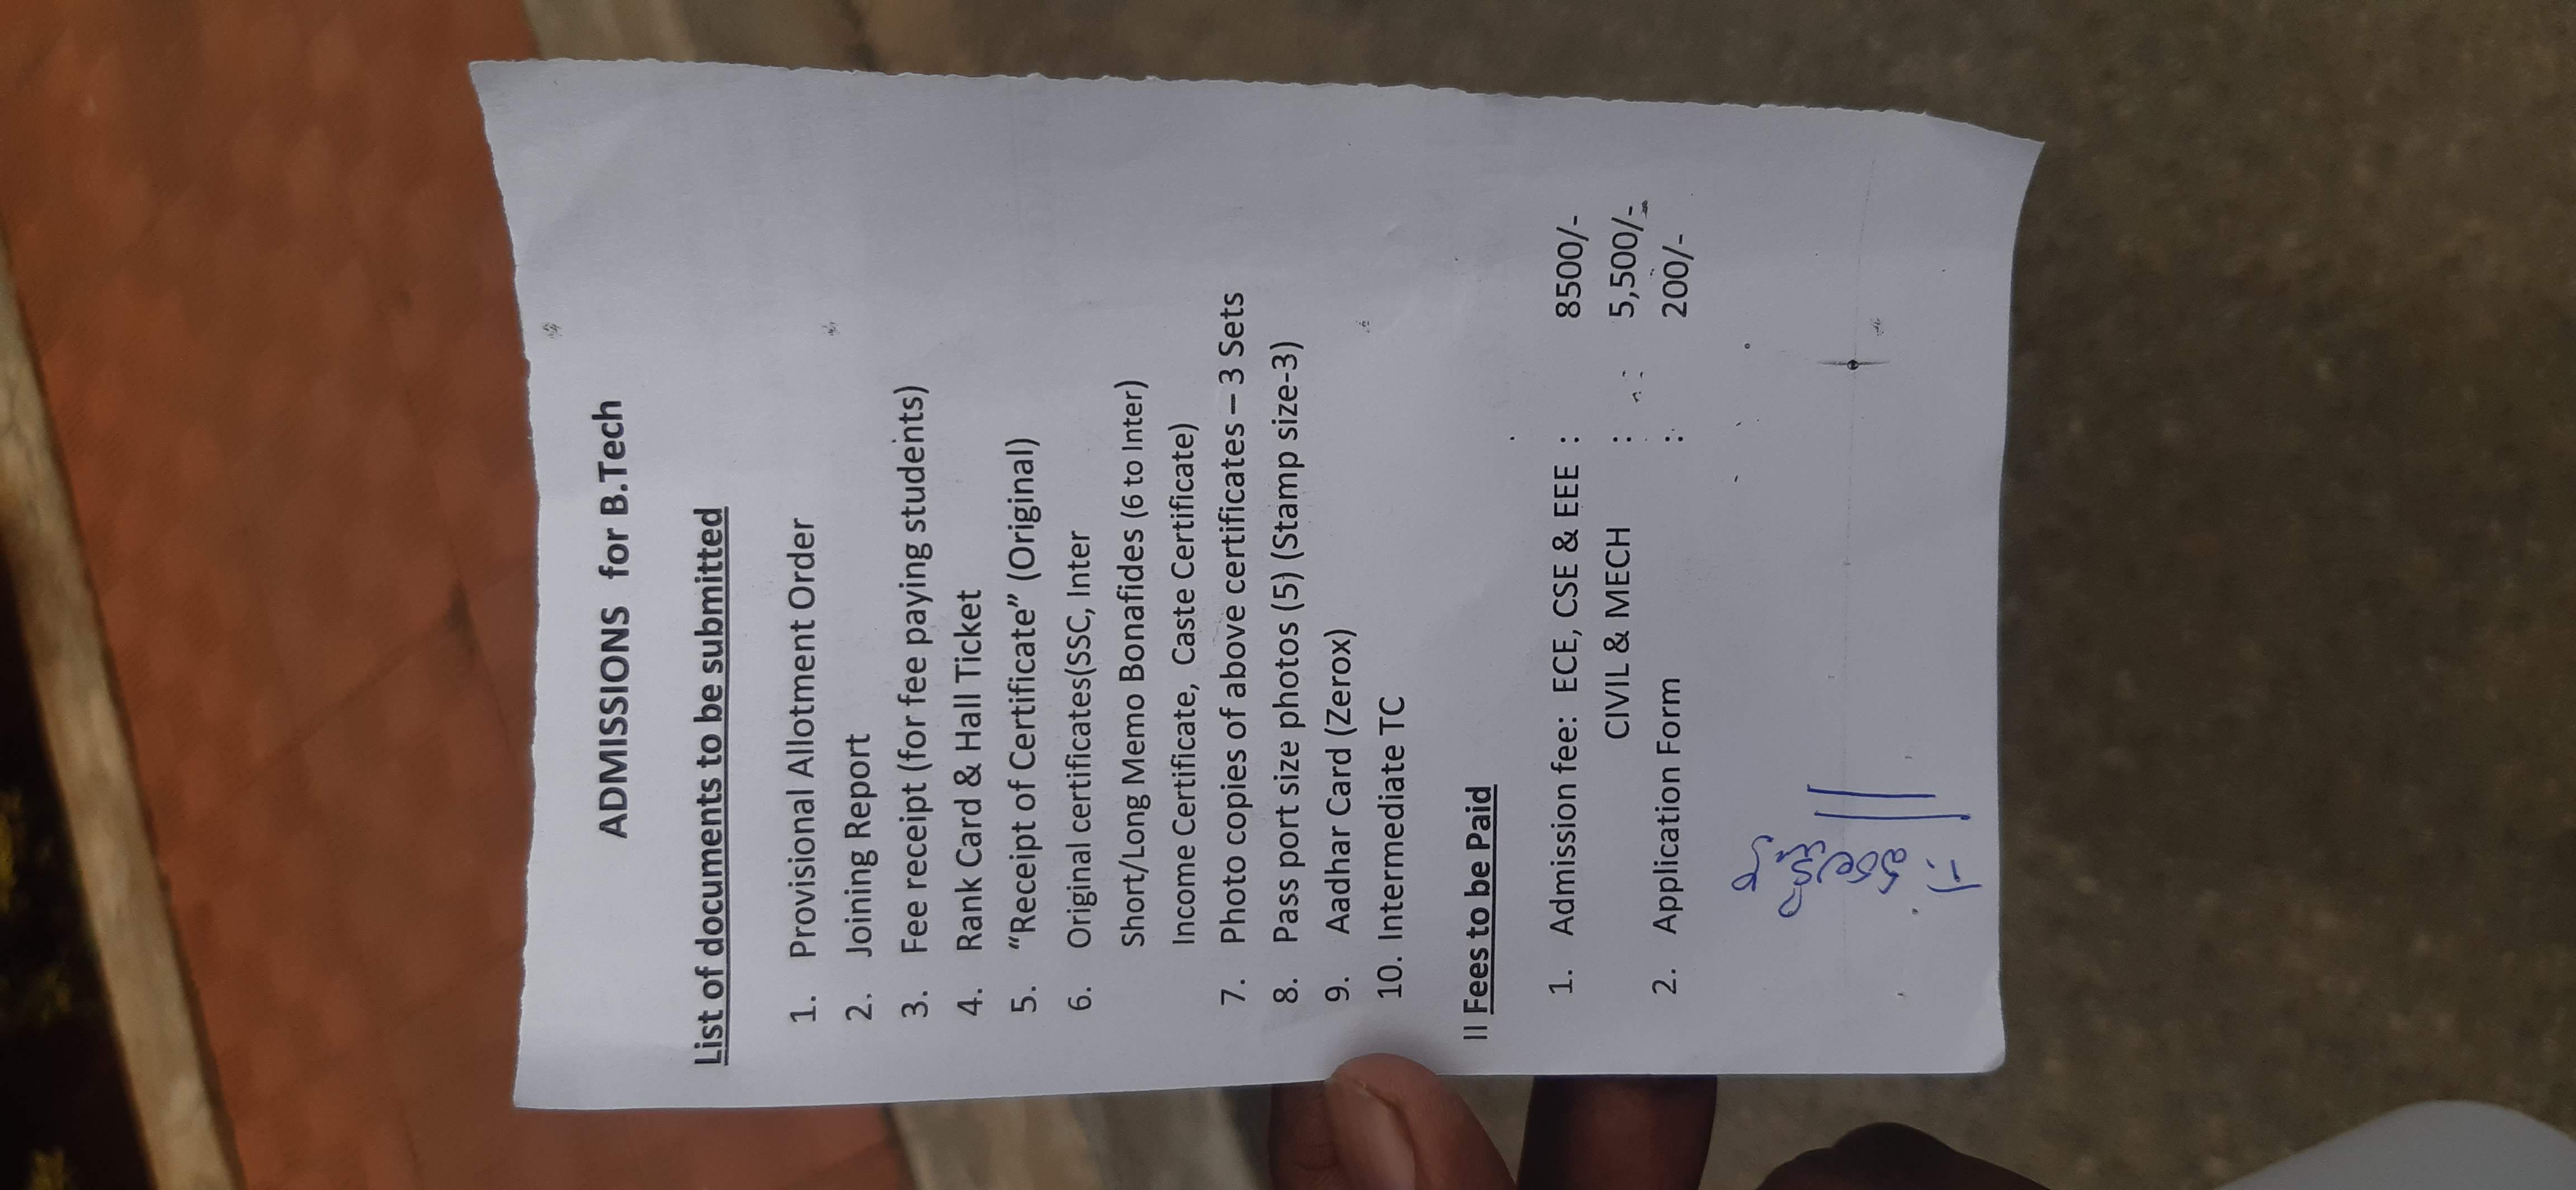 ADMISSIONS for B.Tech
List of documents to be submitted
1. Provisional Allotment Order
2. Joining Report
3. Fee receipt (for fee paying students)
4. Rank Card & Hall Ticket
5. “Receipt of Certificate” (Original)
6. Original certificates(SSC, Inter
Short/Long Memo Bonafides (6 to Inter)
Income Certificate, Caste Certificate)
7. Photo copies of above certificates – 3 Sets
8. Pass port size photos (5) (Stamp size-3)
9. Aadhar Card (Zerox)
10. Intermediate TC
II Fees to be Paid
1. Admission fee: ECE, CSE & EEE : 8500/-
CIVIL & MECH : 5,500/-
2. Application Form : 200/-
T.